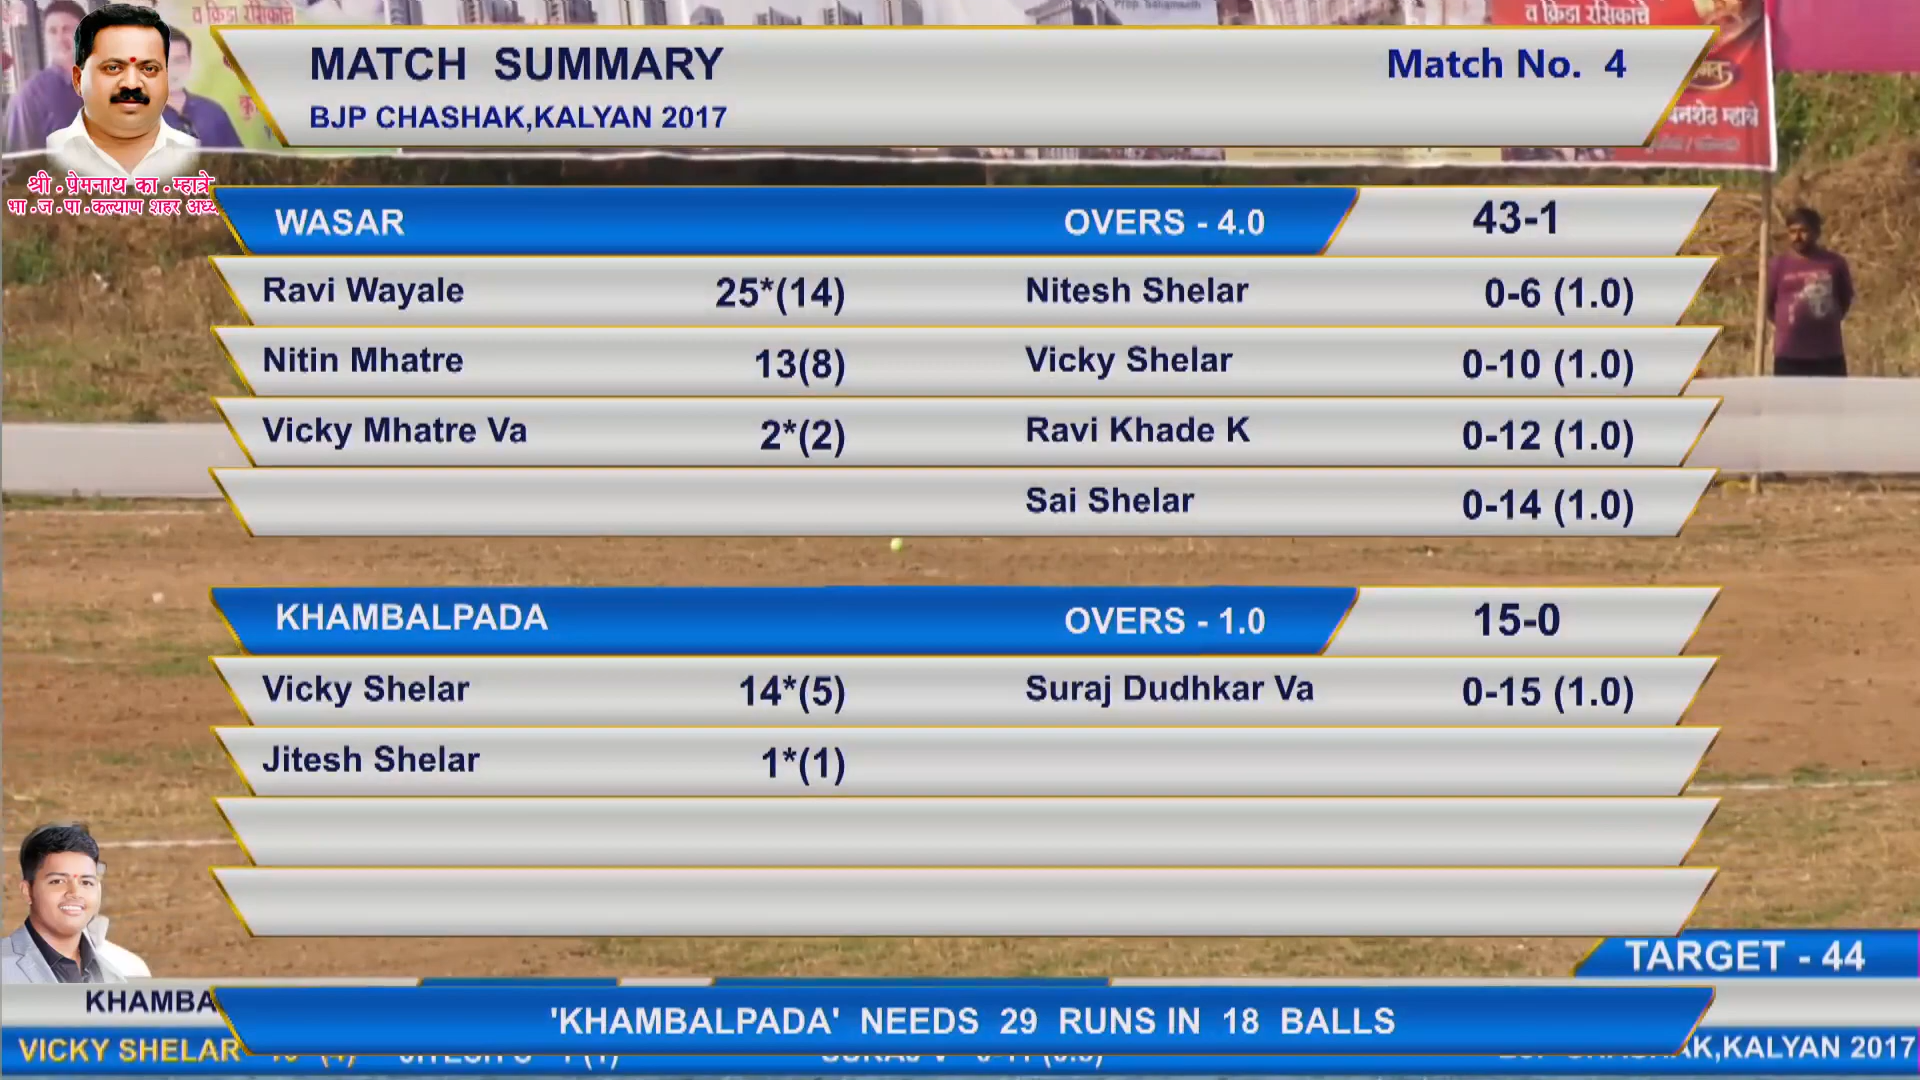 व क्रिडा रसिकांचे
व क्रिडा रसिकांचे
MATCH SUMMARY
Match No. 4
BJP CHASHAK,KALYAN 2017
श्री . प्रेमनाथ का . म्हात्रे
भा . ज . पा . कल्याण शहर
WASAR OVERS - 4.0 43-1
Ravi Wayale 25*(14) Nitesh Shelar 0-6 (1.0)
Nitin Mhatre 13(8) Vicky Shelar 0-10 (1.0)
Vicky Mhatre Va 2*(2) Ravi Khade K 0-12 (1.0)
Sai Shelar 0-14 (1.0)
KHAMBALPADA OVERS - 1.0 15-0
Vicky Shelar 14*(5) Suraj Dudhkar Va 0-15 (1.0)
Jitesh Shelar 1*(1)
TARGET - 44
KHAMBA
'KHAMBALPADA' NEEDS 29 RUNS IN 18 BALLS
VICKY SHELAR
K,KALYAN 2017